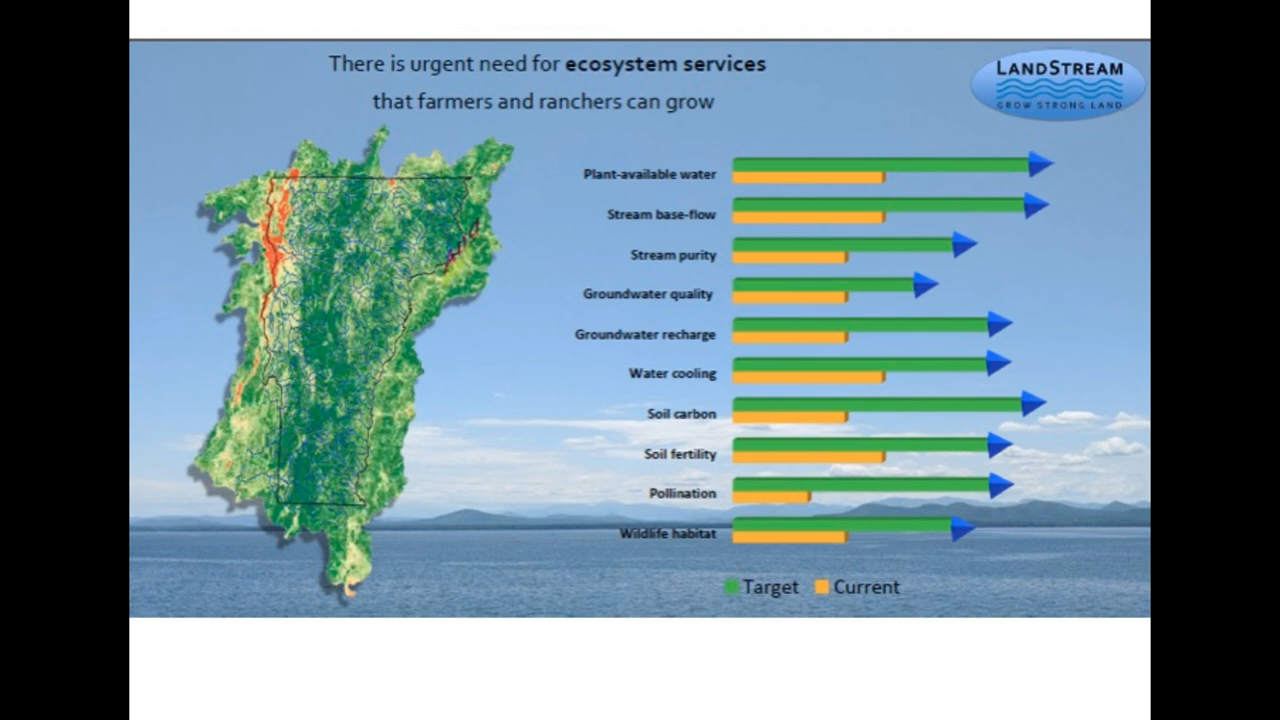 There is urgent need for ecosystem services
that farmers and ranchers can grow
LANDSTREAM
GROW STRONG LAND
Plant-available water
Stream base-flow
Stream purity
Groundwater quality
Groundwater recharge
Water cooling
Soil carbon
Soil fertility
Pollination
Wildlife habitat
Target Current